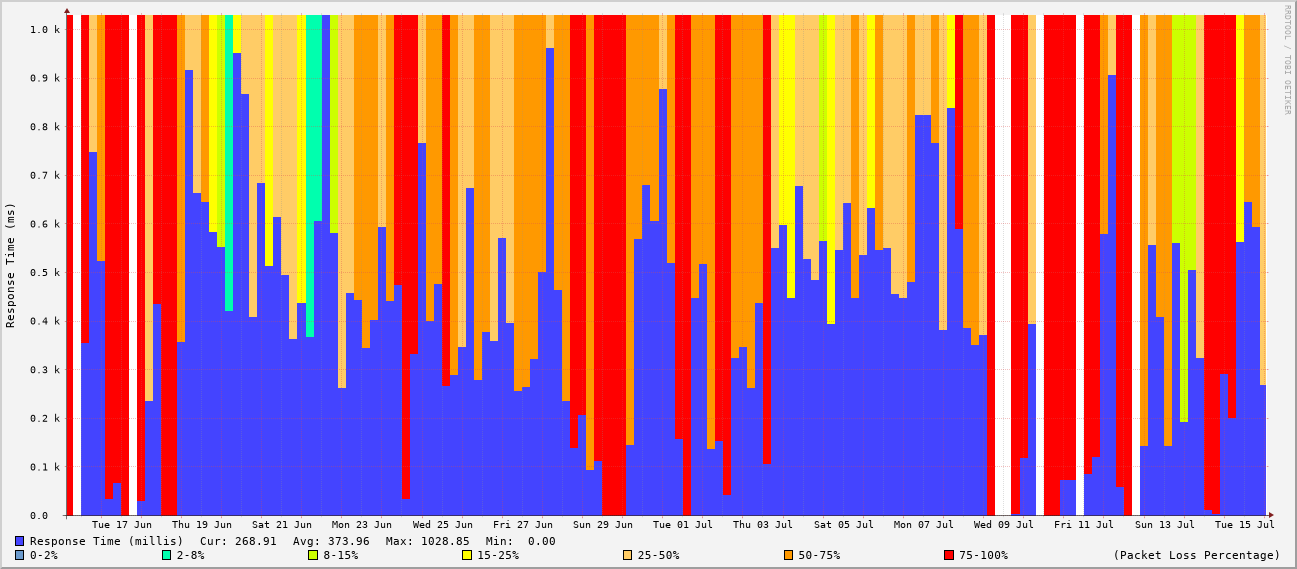 RRDTOOL / TOBI OETIKER
Response Time (ms)
1.0 k
0.9 k
0.8 k
0.7 k
0.6 k
0.5 k
0.4 k
0.3 k
0.2 k
0.1 k
0.0
Tue 17 Jun Thu 19 Jun Sat 21 Jun Mon 23 Jun Wed 25 Jun Fri 27 Jun Sun 29 Jun Tue 01 Jul Thu 03 Jul Sat 05 Jul Mon 07 Jul Wed 09 Jul Fri 11 Jul Sun 13 Jul Tue 15 Jul
Response Time (millis) Cur: 268.91 Avg: 373.96 Max: 1028.85 Min: 0.00
0-2% 2-8% 8-15% 15-25% 25-50% 50-75% 75-100% (Packet Loss Percentage)